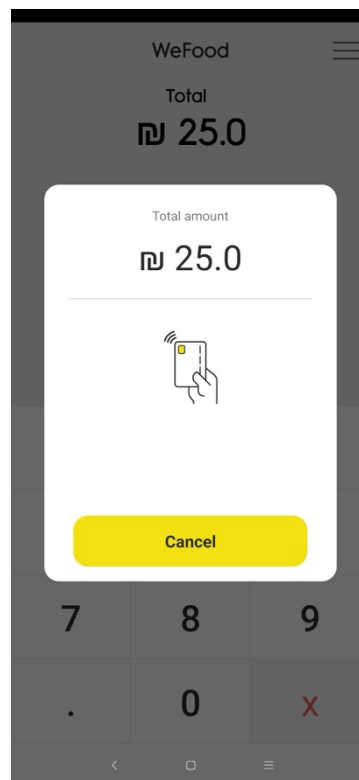 WeFood
Total
₪ 25.0
Total amount
₪ 25.0
Cancel
7 8 9
. 0 X